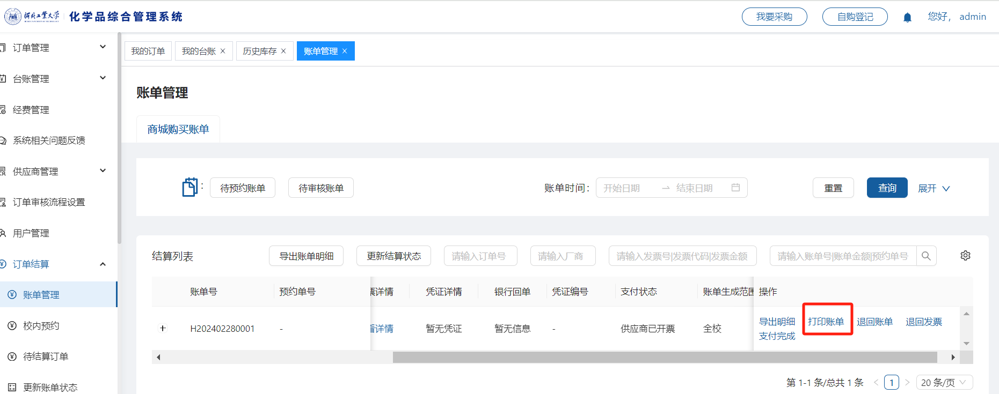 河北工業大学 化学品综合管理系统 我要采购 自购登记 您好， admin
订单管理
台账管理
经费管理
系统相关问题反馈
供应商管理
订单审核流程设置
用户管理
订单结算
账单管理
校内预约
待结算订单
更新账单状态
我的订单 我的台账 × 历史库存 × 账单管理 ×
账单管理
商城购买账单
: 待预约账单 待审核账单 账单时间： 开始日期 → 结束日期 重置 查询 展开
结算列表 导出账单明细 更新结算状态 请输入订单号 请输入厂商 请输入发票号|发票代码|发票金额 请输入账单号|账单金额|预约单号
账单号 预约单号 票详情 凭证详情 银行回单 凭证编号 支付状态 账单生成范围 操作
+ H202402280001 - 看详情 暂无凭证 暂无信息 - 供应商已开票 全校 导出明细 打印账单 退回账单 退回发票
支付完成
第 1-1 条/总共 1 条 < 1 > 20 条/页